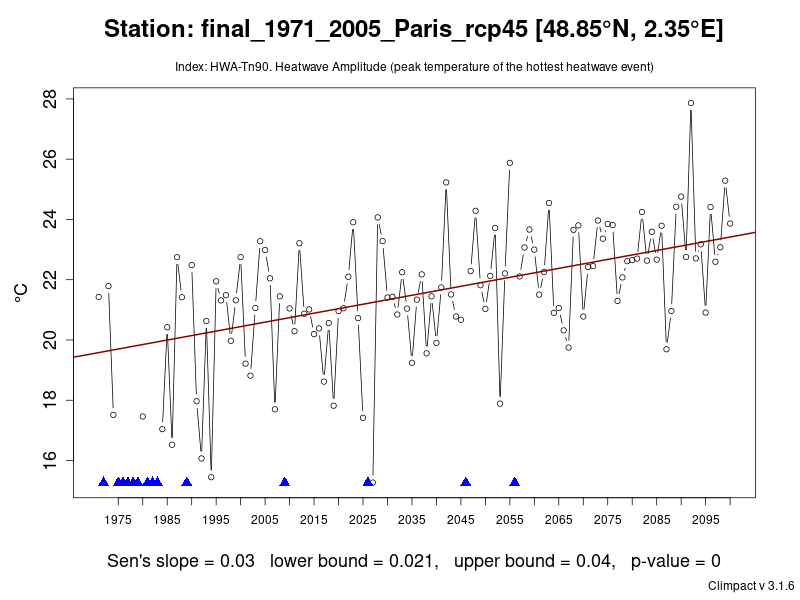 Station: final_1971_2005_Paris_rcp45 [48.85°N, 2.35°E]
Index: HWA-Tn90. Heatwave Amplitude (peak temperature of the hottest heatwave event)
28
26
24
22
20
18
16
°C
1975 1985 1995 2005 2015 2025 2035 2045 2055 2065 2075 2085 2095
Sen's slope = 0.03 lower bound = 0.021, upper bound = 0.04, p-value = 0
Climpact v 3.1.6